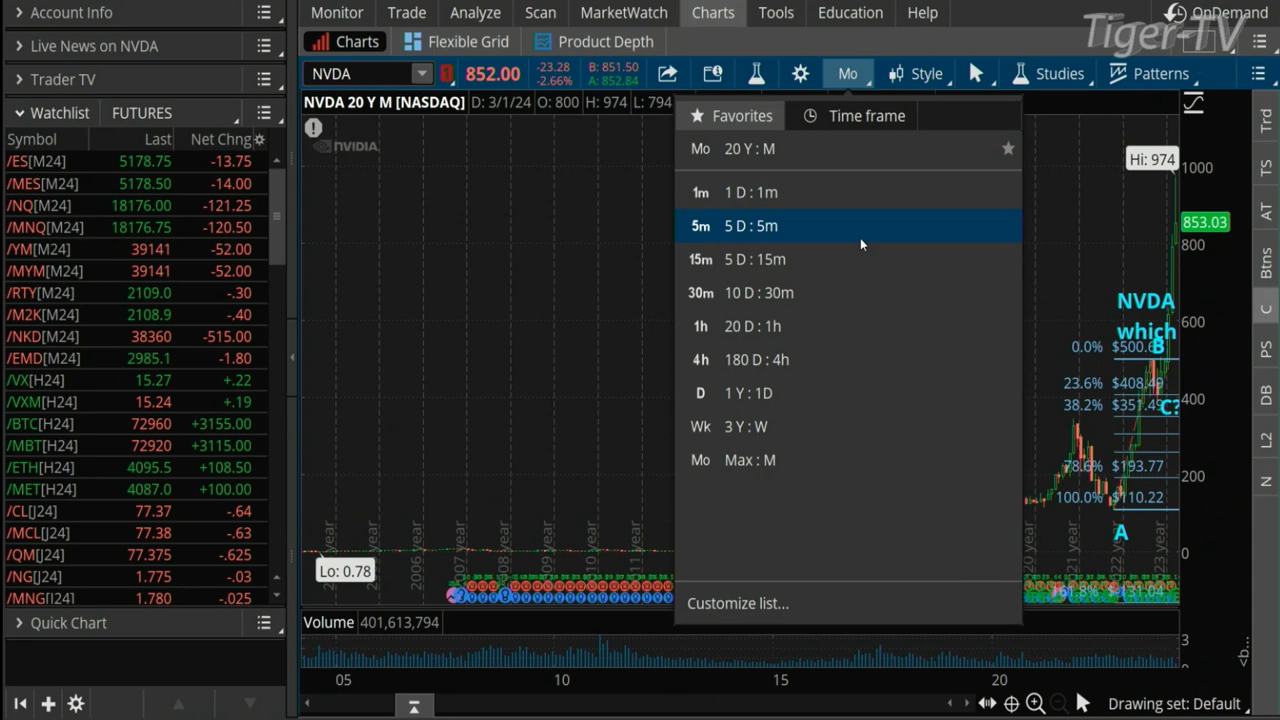 Account Info
Live News on NVDA
Trader TV
Watchlist FUTURES
Symbol Last Net Chng
/ES[M24] 5178.75 -13.75
/MES[M24] 5178.50 -14.00
/NQ[M24] 18176.00 -121.25
/MNQ[M24] 18176.75 -120.50
/YM[M24] 39141 -52.00
/MYM[M24] 39141 -52.00
/RTY[M24] 2109.0 -.30
/M2K[M24] 2108.9 -.40
/NKD[M24] 38360 -515.00
/EMD[M24] 2985.1 -1.80
/VX[H24] 15.27 +.22
/VXM[H24] 15.24 +.19
/BTC[H24] 72960 +3155.00
/MBT[H24] 72920 +3115.00
/ETH[H24] 4095.5 +108.50
/MET[H24] 4087.0 +100.00
/CL[J24] 77.37 -.64
/MCL[J24] 77.38 -.63
/QM[J24] 77.375 -.625
/NG[J24] 1.775 -.03
/MNG[J24] 1.780 -.025
Quick Chart
Monitor Trade Analyze Scan MarketWatch Charts Tools Education Help
OnDemand
Tiger-TV
Charts Flexible Grid Product Depth
NVDA 852.00 -23.28 B: 851.50
-2.66% A: 852.84
Mo Style Studies Patterns
NVDA 20 Y M [NASDAQ] D: 3/1/24 O: 800 H: 974 L: 794
NVIDIA
Favorites Time frame
Mo 20 Y : M
1m 1 D : 1m
5m 5 D : 5m
15m 5 D : 15m
30m 10 D : 30m
1h 20 D : 1h
4h 180 D : 4h
D 1 Y : 1D
Wk 3 Y : W
Mo Max : M
Customize list...
Hi: 974
1000
853.03
800
600
400
200
0
NVDA
which
B
C?
A
0.0%
23.6%
38.2%
78.6% $193.77
100.0% $110.22
Lo: 0.78
Volume 401,613,794
05 10 15 20
Trd
TS
AT
Btns
C
PS
DB
L2
N
Drawing set: Default